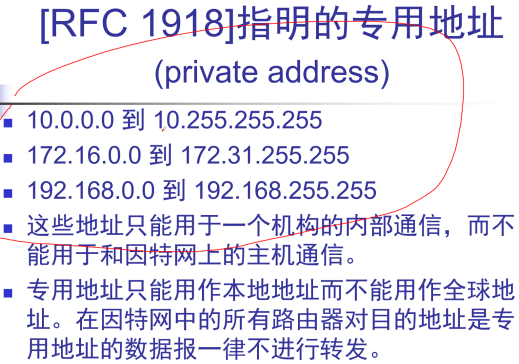 [RFC 1918]指明的专用地址
(private address)
10.0.0.0 到 10.255.255.255
172.16.0.0 到 172.31.255.255
192.168.0.0 到 192.168.255.255
这些地址只能用于一个机构的内部通信，而不
能用于和因特网上的主机通信。
专用地址只能用作本地地址而不能用作全球地
址。在因特网中的所有路由器对目的地址是专
用地址的数据报一律不进行转发。